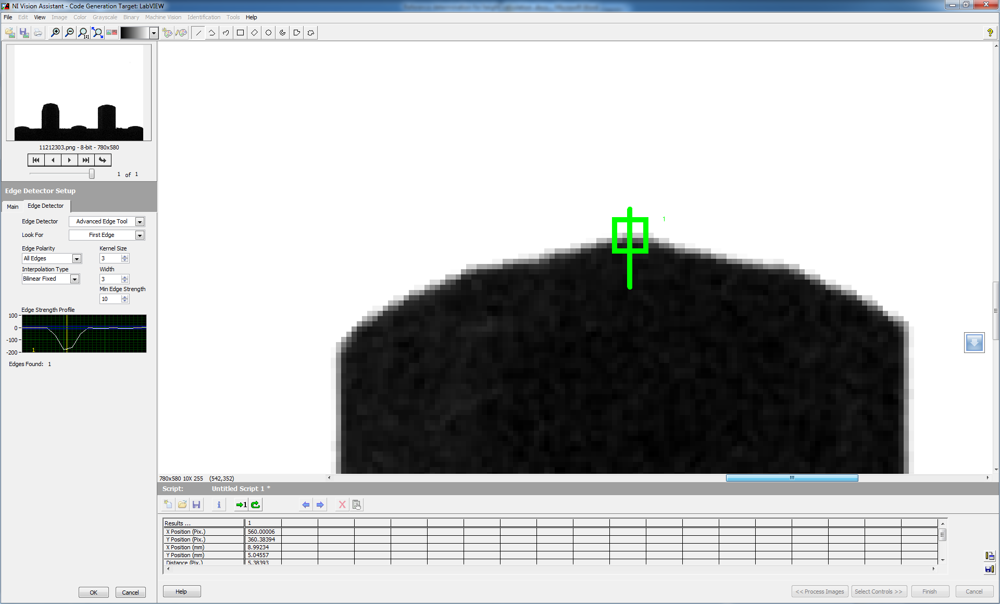 NI Vision Assistant - Code Generation Target: LabVIEW
File Edit View Image Color Grayscale Binary Machine Vision Identification Tools Help
1:1
?
11212303.png - 8-bit - 780x580
1 of 1
Edge Detector Setup
Main Edge Detector
Edge Detector Advanced Edge Tool
Look For First Edge
Edge Polarity Kernel Size
All Edges 3
Interpolation Type Width
Bilinear Fixed 3
Min Edge Strength
10
Edge Strength Profile
100
0
-100
-200
1
Edges Found: 1
OK Cancel
1
780x580 10X 255 (542,352)
Script: Untitled Script 1 *
1
Results ... 1
X Position (Pix.) 560.00006
Y Position (Pix.) 360.38394
X Position (mm) 8.99234
Y Position (mm) 5.04557
Distance (Pix.) 5.38393
Help
<< Process Images Select Controls >> Finish Cancel